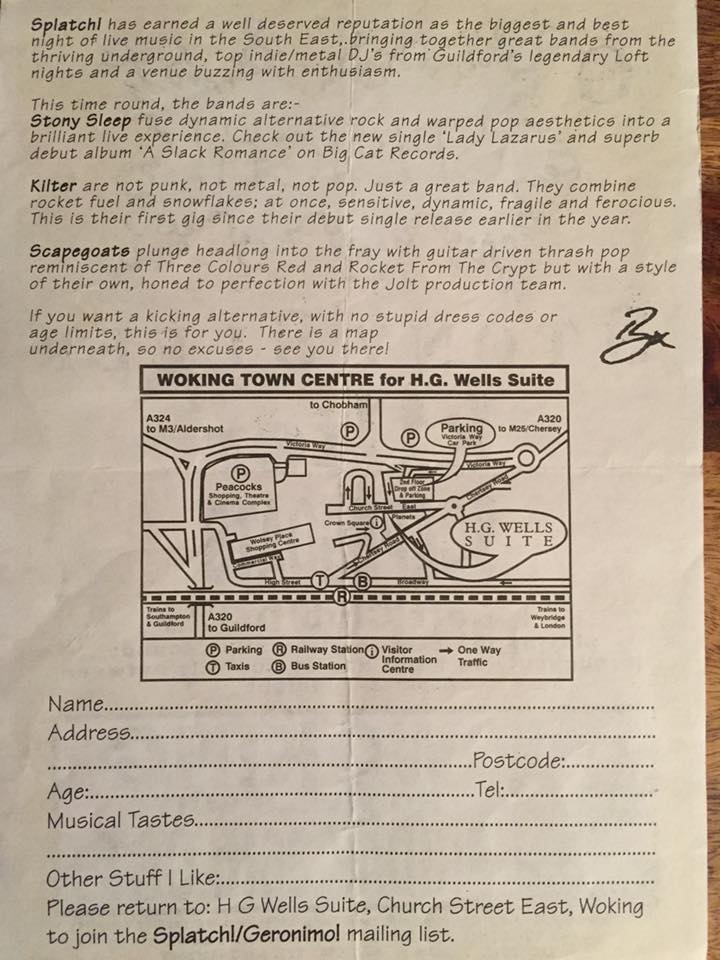 Splatch! has earned a well deserved reputation as the biggest and best
night of live music in the South East,.bringing together great bands from the
thriving underground, top indie/metal DJ's from Guildford's legendary Loft
nights and a venue buzzing with enthusiasm.
This time round, the bands are:-
Stony Sleep fuse dynamic alternative rock and warped pop aesthetics into a
brilliant live experience. Check out the new single 'Lady Lazarus' and superb
debut album 'A Slack Romance' on Big Cat Records.
Kilter are not punk, not metal, not pop. Just a great band. They combine
rocket fuel and snowflakes; at once, sensitive, dynamic, fragile and ferocious.
This is their first gig since their debut single release earlier in the year.
Scapegoats plunge headlong into the fray with guitar driven thrash pop
reminiscent of Three Colours Red and Rocket From The Crypt but with a style
of their own, honed to perfection with the Jolt production team.
If you want a kicking alternative, with no stupid dress codes or
age limits, this is for you. There is a map
underneath, so no excuses - see you there!
WOKING TOWN CENTRE for H.G. Wells Suite
to Chobham
A324
to M3/Aldershot
P
P
Parking
Victoria Way
Car Park
A320
to M25/Chersey
Victoria Way
Victoria Way
P
Peacocks
Shopping, Theatre
& Cinema Complex
2nd Floor
Drop off Zone
& Parking
Chertsey Road
Church Street East
Crown Square
i
Planets
H.G. WELLS
SUITE
Wolsey Place
Shopping Centre
Commercial Way
Chertsey Road
High Street
T
B
Broadway
R
Trains to
Southampton
& Guildford
A320
to Guildford
Trains to
Weybridge
& London
P Parking
R Railway Station
i Visitor
Information
Centre
One Way
Traffic
T Taxis
B Bus Station
Name
Address
Postcode:
Age:
Tel:
Musical Tastes
Other Stuff I Like:
Please return to: H G Wells Suite, Church Street East, Woking
to join the Splatch!/Geronimo! mailing list.